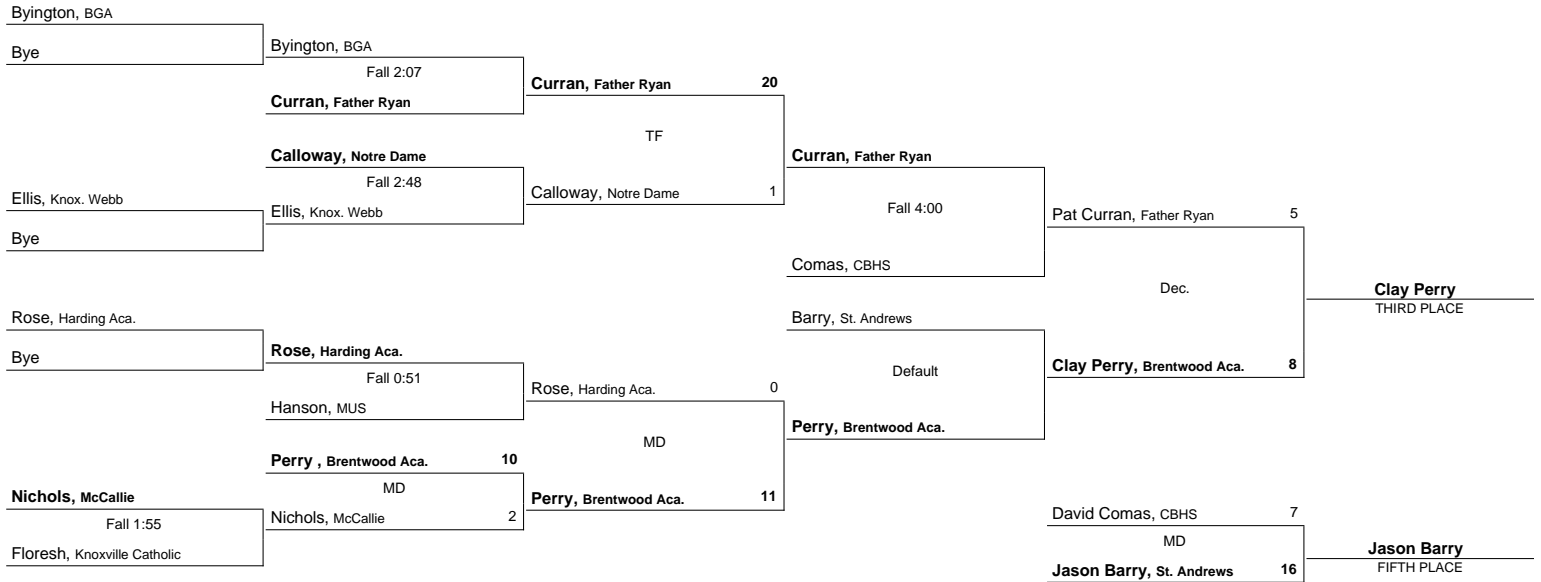 Byington, BGA
Bye
Ellis, Knox. Webb
Bye
Rose, Harding Aca.
Bye
Nichols, McCallie
Fall 1:55
Floresh, Knoxville Catholic
Byington, BGA
Fall 2:07
Curran, Father Ryan
Calloway, Notre Dame
Fall 2:48
Ellis, Knox. Webb
Rose, Harding Aca.
Fall 0:51
Hanson, MUS
Perry , Brentwood Aca. 10
MD
Nichols, McCallie 2
Curran, Father Ryan 20
TF
Calloway, Notre Dame 1
Rose, Harding Aca. 0
MD
Perry, Brentwood Aca. 11
Curran, Father Ryan
Fall 4:00
Comas, CBHS
Barry, St. Andrews
Default
Perry, Brentwood Aca.
Pat Curran, Father Ryan 5
Dec.
Clay Perry, Brentwood Aca. 8
Clay Perry
THIRD PLACE
David Comas, CBHS 7
MD
Jason Barry, St. Andrews 16
Jason Barry
FIFTH PLACE